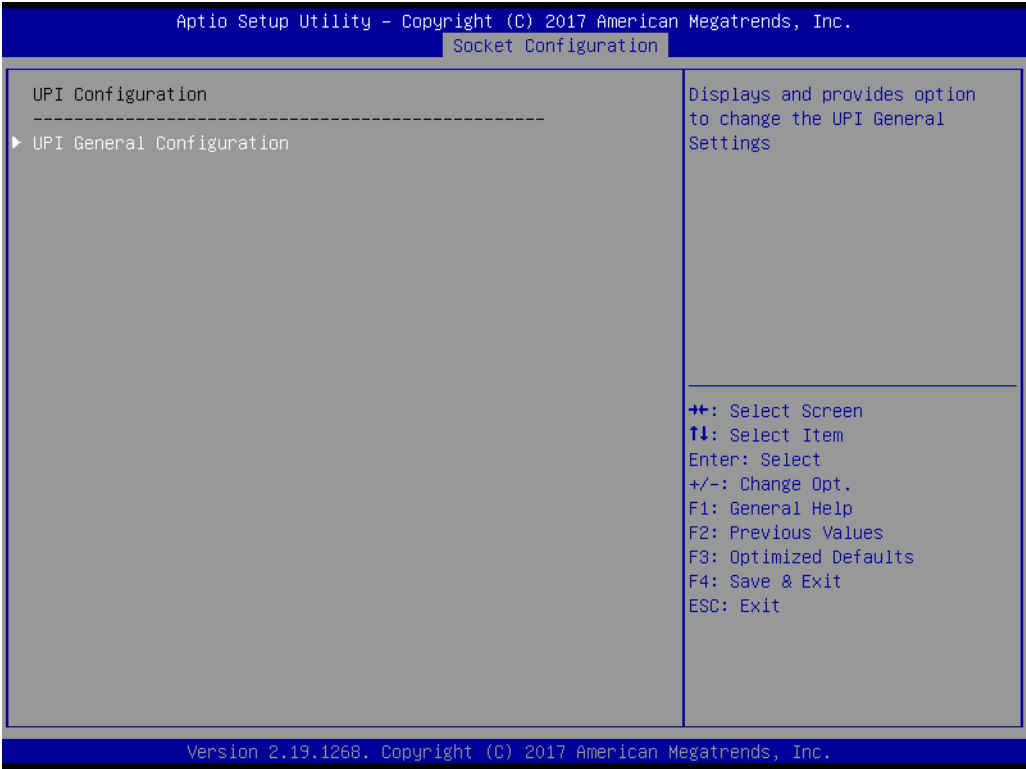 Aptio Setup Utility – Copyright (C) 2017 American Megatrends, Inc.
Socket Configuration
UPI Configuration
--------------------------------------------------
▶ UPI General Configuration
Displays and provides option
to change the UPI General
Settings
→←: Select Screen
↑↓: Select Item
Enter: Select
+/-: Change Opt.
F1: General Help
F2: Previous Values
F3: Optimized Defaults
F4: Save & Exit
ESC: Exit
Version 2.19.1268. Copyright (C) 2017 American Megatrends, Inc.